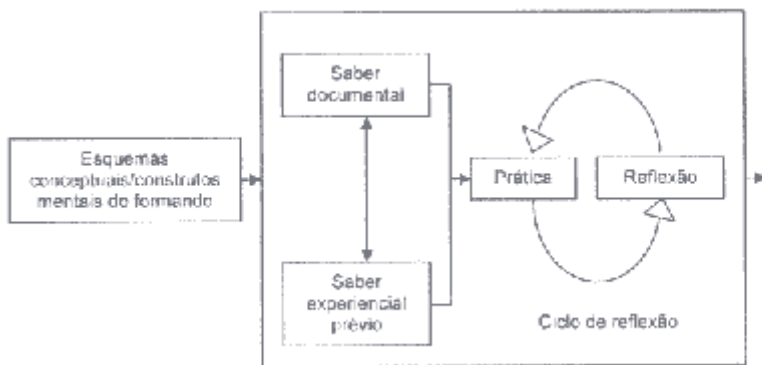 Saber
documental
Esquemas
conceptuais/construtos
mentais do formando
Prática
Reflexão
Saber
experiencial
prévio
Ciclo de reflexão